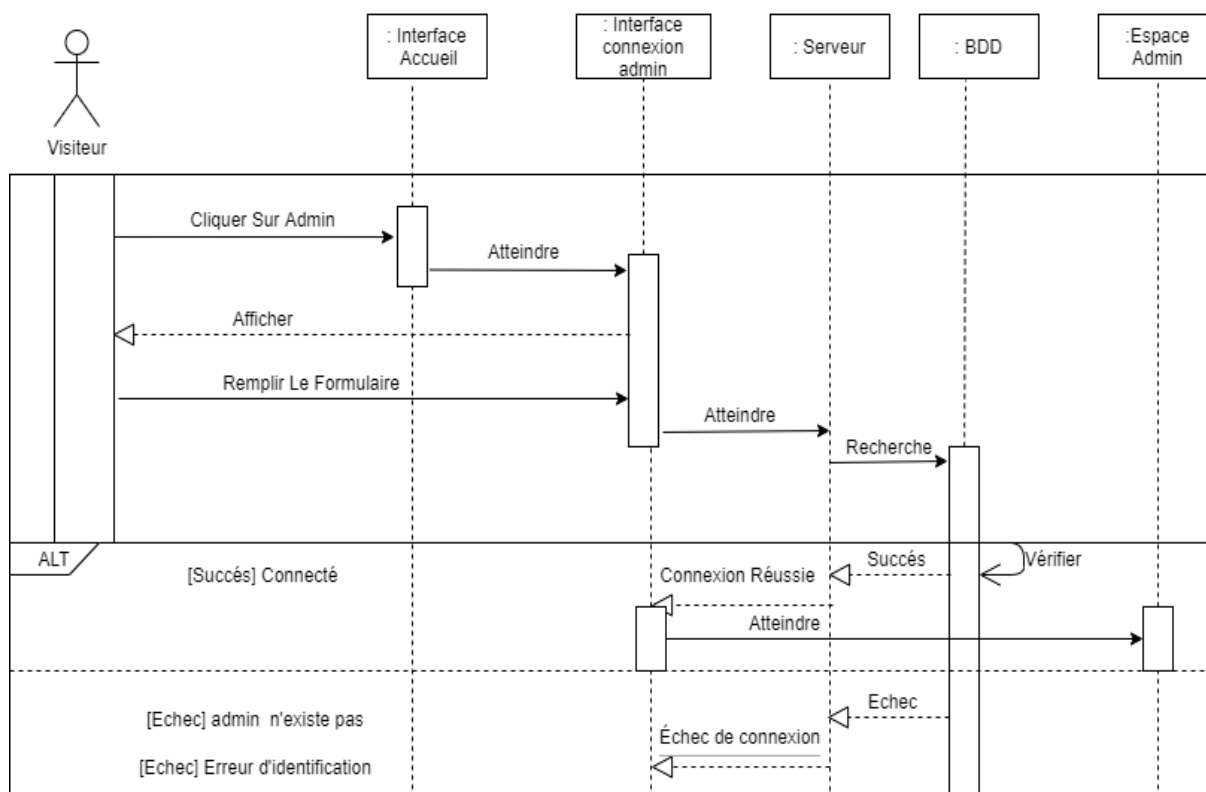 : Interface
Accueil
: Interface
connexion
admin
: Serveur
: BDD
:Espace
Admin
Visiteur
Cliquer Sur Admin
Atteindre
Afficher
Remplir Le Formulaire
Atteindre
Recherche
ALT
[Succés] Connecté
Connexion Réussie
Succés
Vérifier
Atteindre
Echec
[Echec] admin n'existe pas
Échec de connexion
[Echec] Erreur d'identification